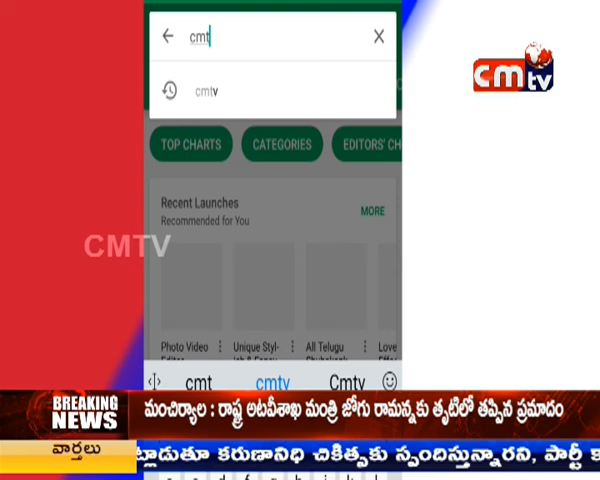 cmt
cmtv
cmtv
TOP CHARTS
CATEGORIES
EDITORS' CH
Recent Launches
Recommended for You
MORE
CMTV
Photo Video
Unique Styl-
All Telugu
Love
cmt
cmtv
Cmtv
BREAKING
NEWS
మంచిర్యాల : రాష్ట్ర అటవీశాఖ మంత్రి జోగు రామన్నకు తృటిలో తప్పిన ప్రమాదం
వార్తలు
ట్లాడుతూ కరుణానిధి చికిత్సకు స్పందిస్తున్నారని, పార్టీ క